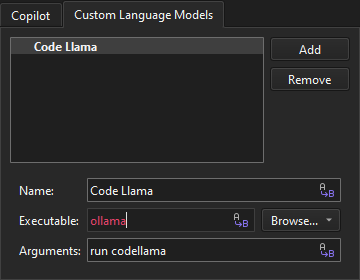 Copilot
Custom Language Models
Code Llama
Add
Remove
Name:
Code Llama
A
B
Executable:
ollama
A
B
Browse...
Arguments:
run codellama
A
B